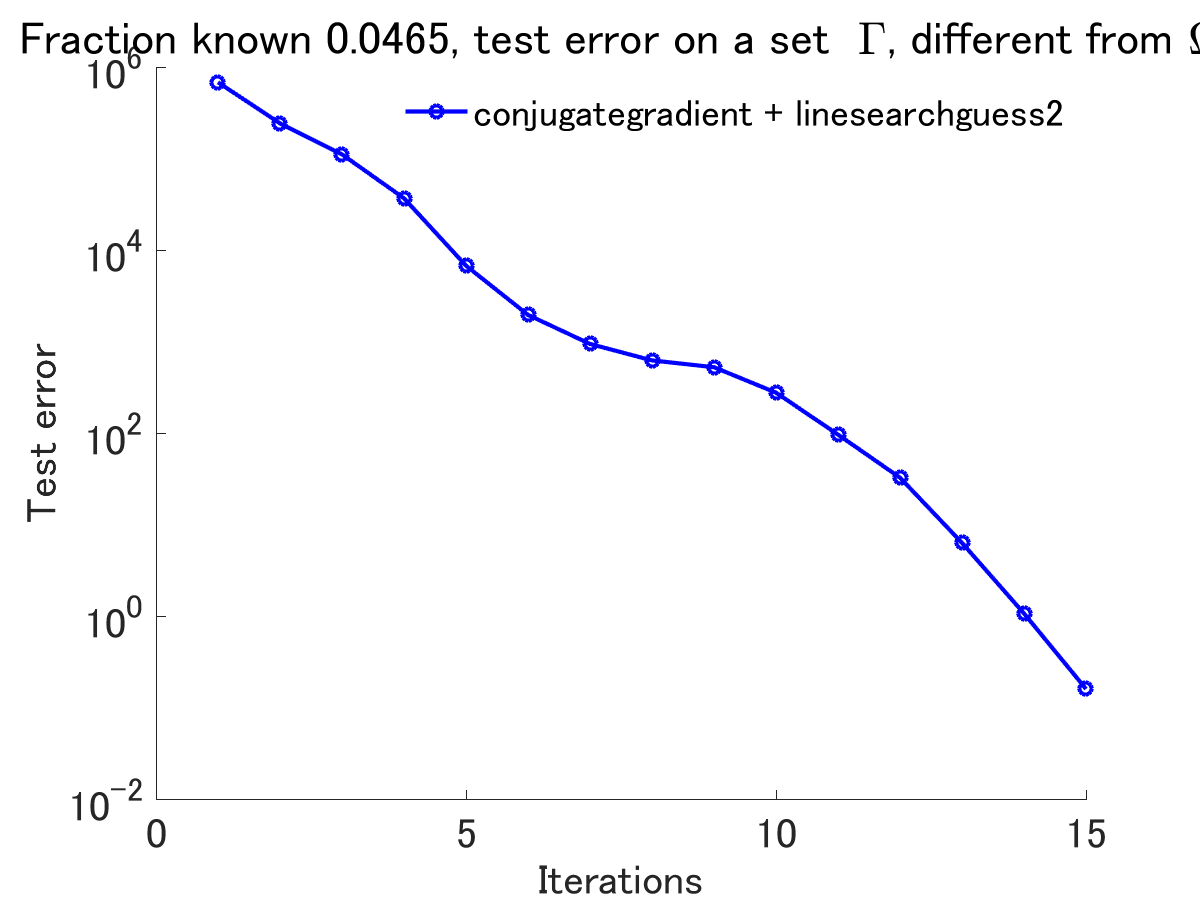 Fraction known 0.0465, test error on a set Γ, different from
10^6
conjugategradient + linesearchguess2
10^4
10^2
10^0
10^-2
Test error
0 5 10 15
Iterations